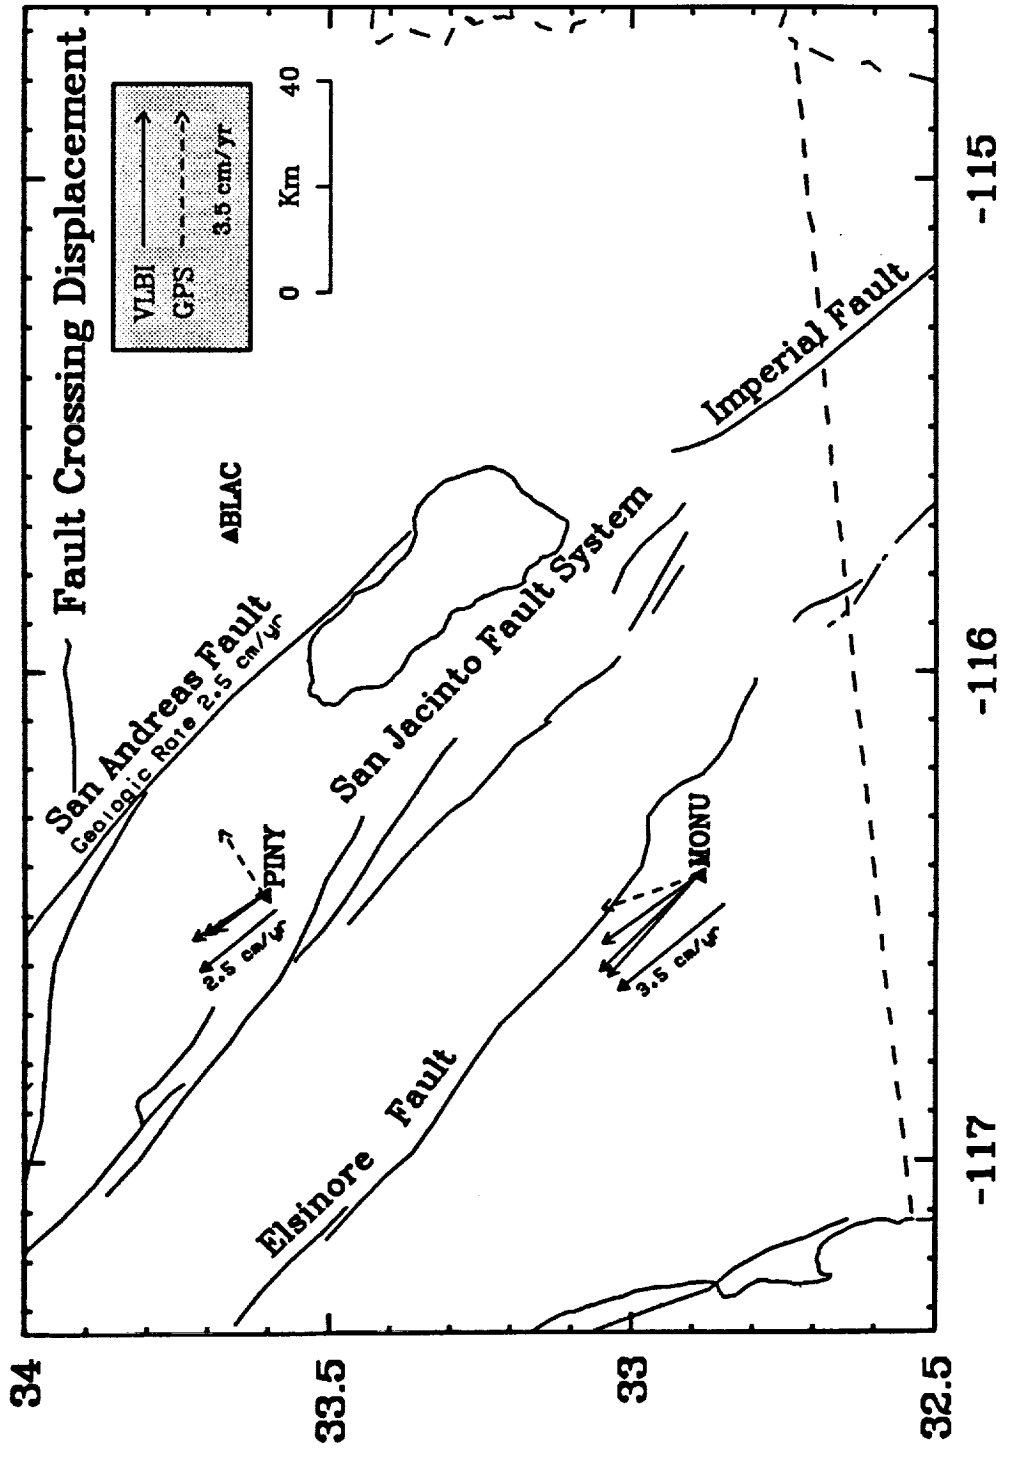 Fault Crossing Displacement
VLBI
GPS
3.5 cm/yr
0 Km 40
San Andreas Fault
Geologic Rate 2.5 cm/yr
BLAC
PINY
2.5 cm/yr
San Jacinto Fault System
Imperial Fault
MONU
3.5 cm/yr
Elsinore Fault
34
33.5
33
32.5
-117
-116
-115